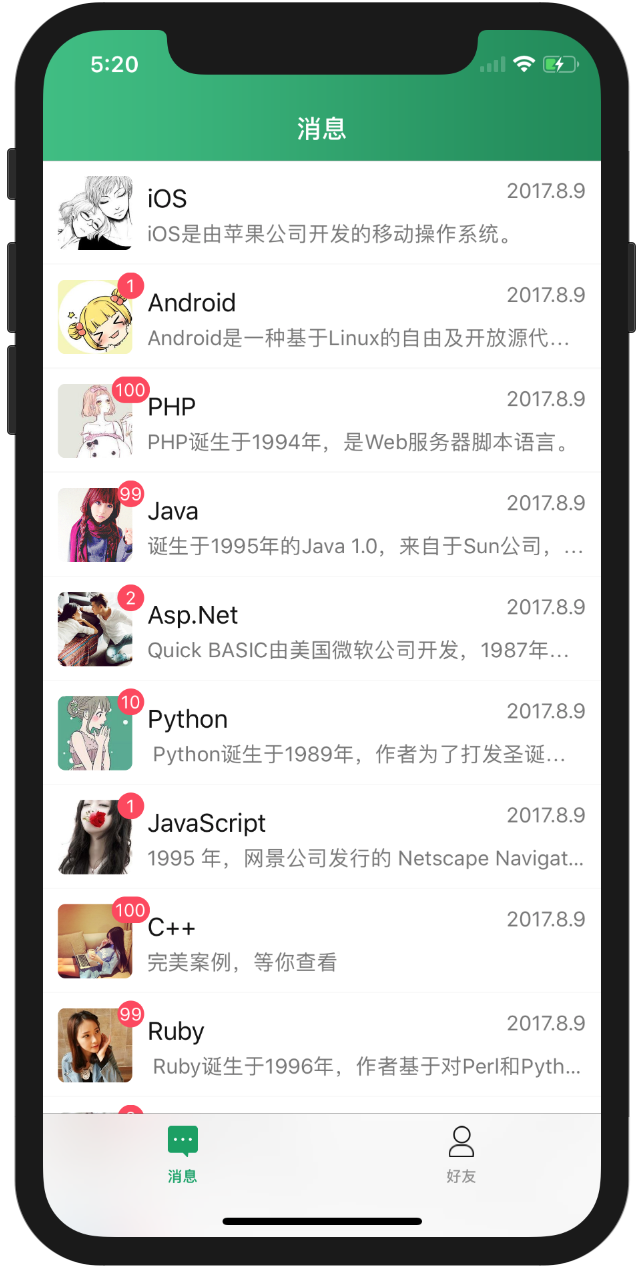 5:20
消息
iOS
2017.8.9
iOS是由苹果公司开发的移动操作系统。
1
Android
2017.8.9
Android是一种基于Linux的自由及开放源代...
100
PHP
2017.8.9
PHP诞生于1994年，是Web服务器脚本语言。
99
Java
2017.8.9
诞生于1995年的Java 1.0，来自于Sun公司，...
2
Asp.Net
2017.8.9
Quick BASIC由美国微软公司开发，1987年...
10
Python
2017.8.9
Python诞生于1989年，作者为了打发圣诞...
1
JavaScript
2017.8.9
1995 年，网景公司发行的 Netscape Navigat...
100
C++
2017.8.9
完美案例，等你查看
99
Ruby
2017.8.9
Ruby诞生于1996年，作者基于对Perl和Pyth...
消息
好友